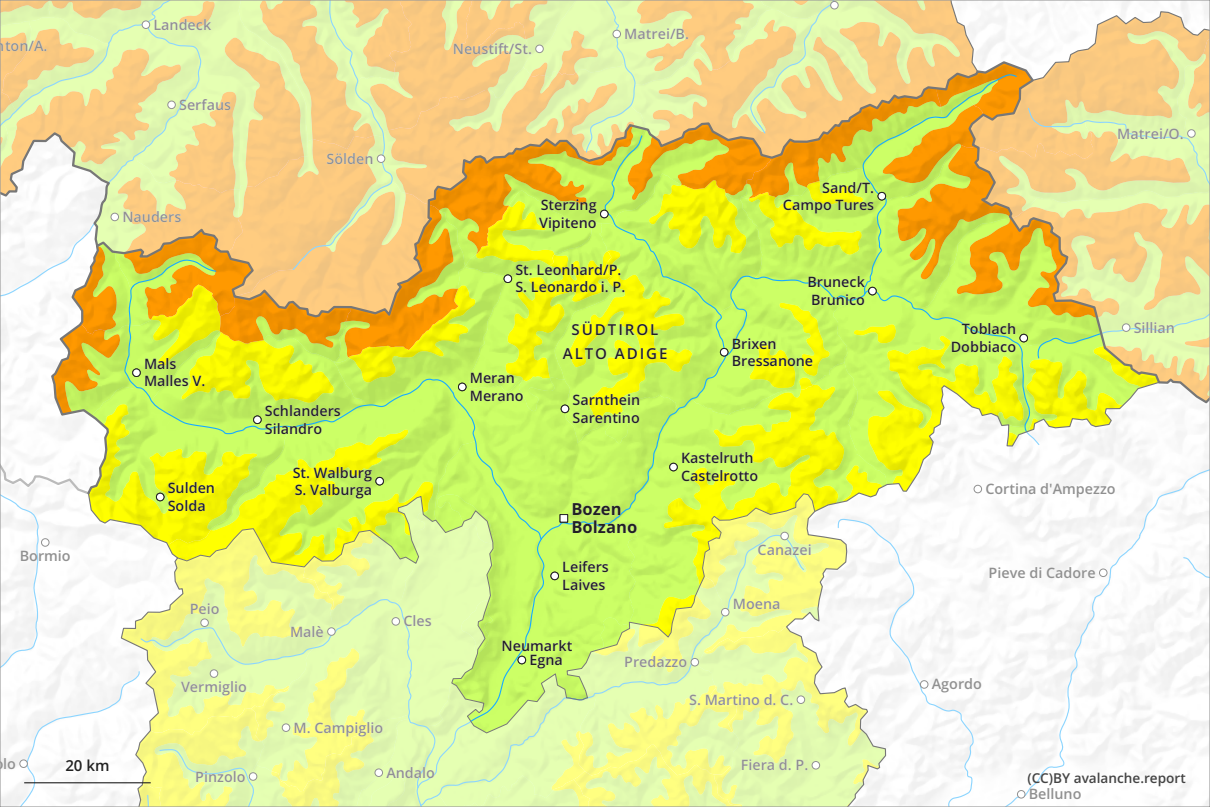 Landeck
nton/A.
Neustift/St.
Matrei/B.
Serfaus
Matrei/O.
Sölden
Nauders
Sand/T.
Campo Tures
Sterzing
Vipiteno
St. Leonhard/P.
S. Leonardo i. P.
Bruneck
Brunico
SÜDTIROL
ALTO ADIGE
Toblach
Dobbiaco
Sillian
Brixen
Bressanone
Mals
Malles V.
Meran
Merano
Sarnthein
Sarentino
Schlanders
Silandro
Kastelruth
Castelrotto
St. Walburg
S. Valburga
Sulden
Solda
Cortina d'Ampezzo
Bozen
Bolzano
Bormio
Canazei
Leifers
Laives
Pieve di Cadore
Peio
Moena
Cles
Malè
Neumarkt
Egna
Predazzo
Vermiglio
Agordo
S. Martino d. C.
M. Campiglio
20 km
olo
Pinzolo
Andalo
Fiera d. P.
(CC)BY avalanche.report
Belluno